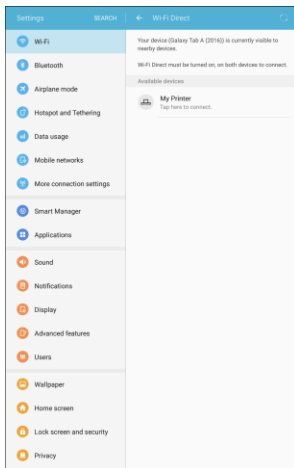 Settings
SEARCH
Wi-Fi Direct
Wi-Fi
Bluetooth
Airplane mode
Hotspot and Tethering
Data usage
Mobile networks
More connection settings
Smart Manager
Applications
Sound
Notifications
Display
Advanced features
Users
Wallpaper
Home screen
Lock screen and security
Privacy
Your device (Galaxy Tab A (2016)) is currently visible to
nearby devices.
Wi-Fi Direct must be turned on, on both devices to connect.
Available devices
My Printer
Tap here to connect.